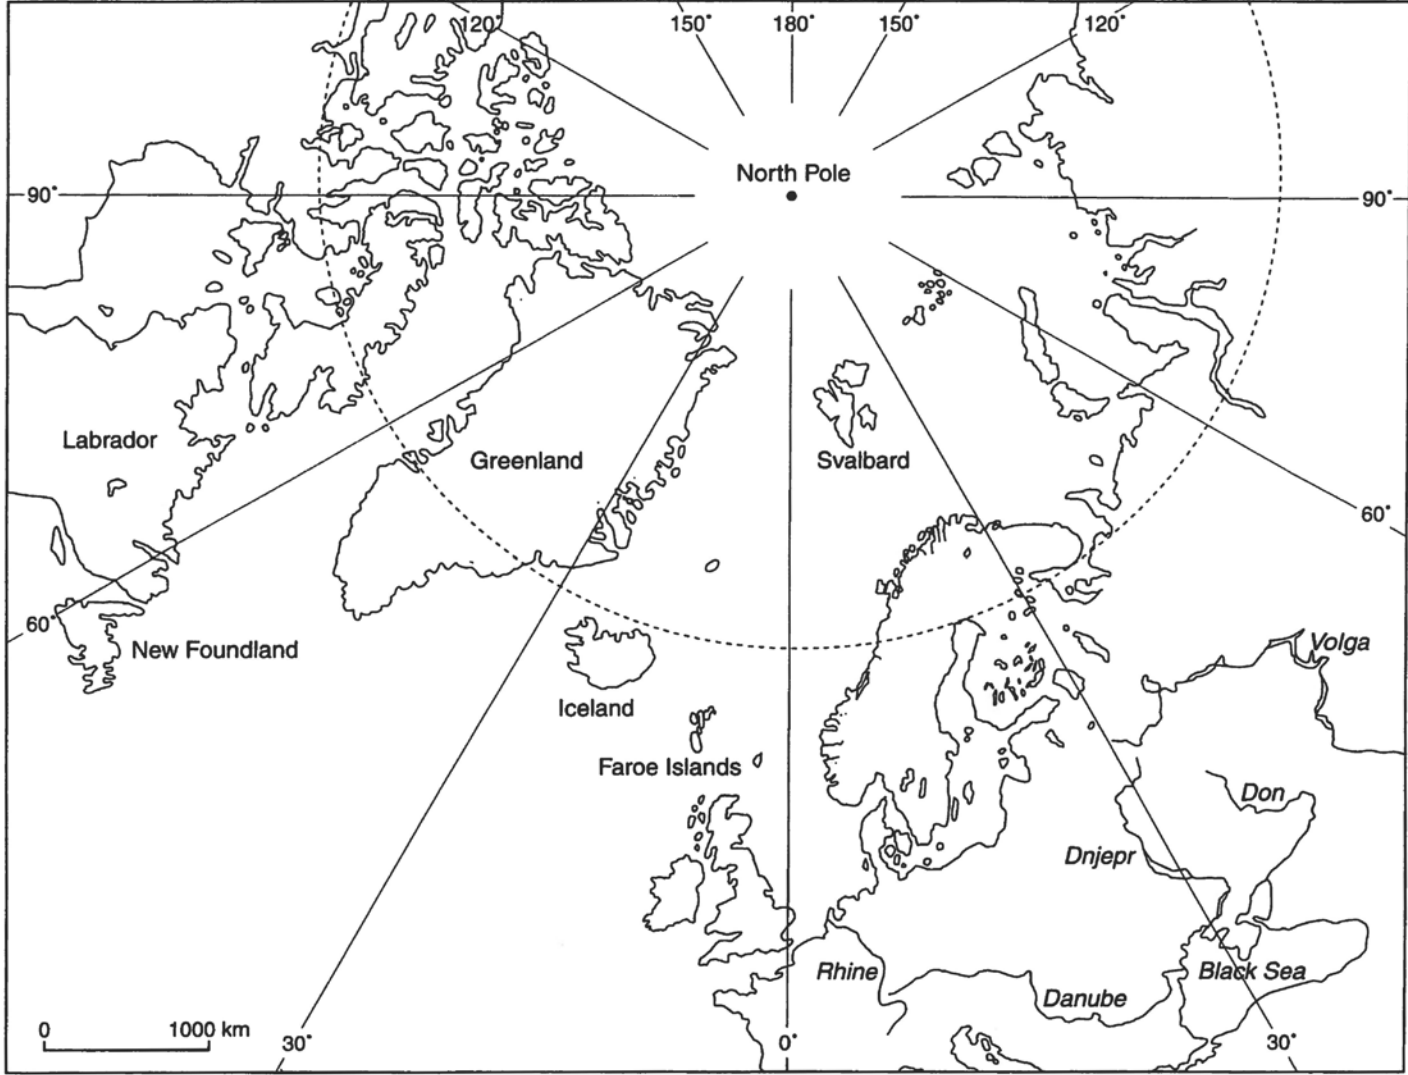 120° 150° 180° 150° 120°
North Pole
90° 90°
Labrador
Greenland
Svalbard
60°
60°
New Foundland
Volga
Iceland
Faroe Islands
Don
Dnjepr
Rhine
Black Sea
Danube
0 1000 km
30° 0° 30°